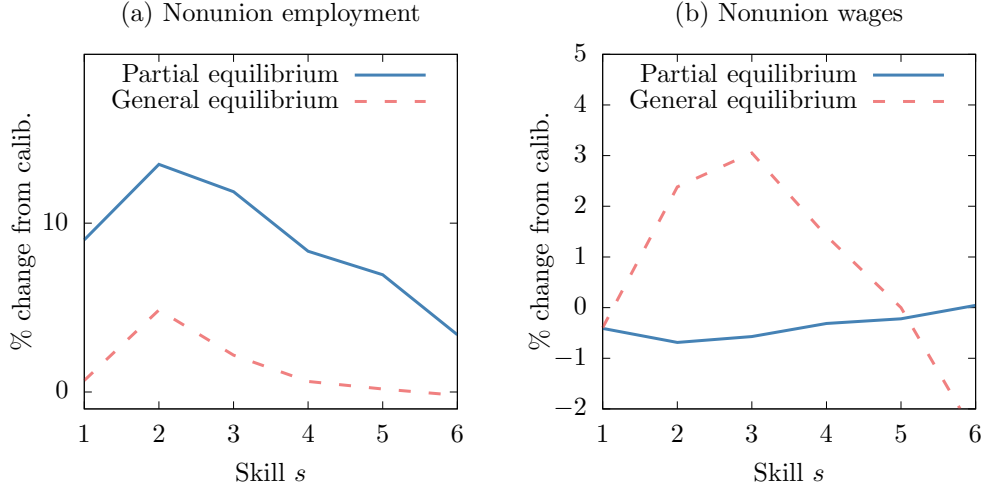 (a) Nonunion employment
Partial equilibrium
General equilibrium
% change from calib.
10
0
1 2 3 4 5 6
Skill s
(b) Nonunion wages
Partial equilibrium
General equilibrium
% change from calib.
5
4
3
2
1
0
−1
−2
1 2 3 4 5 6
Skill s